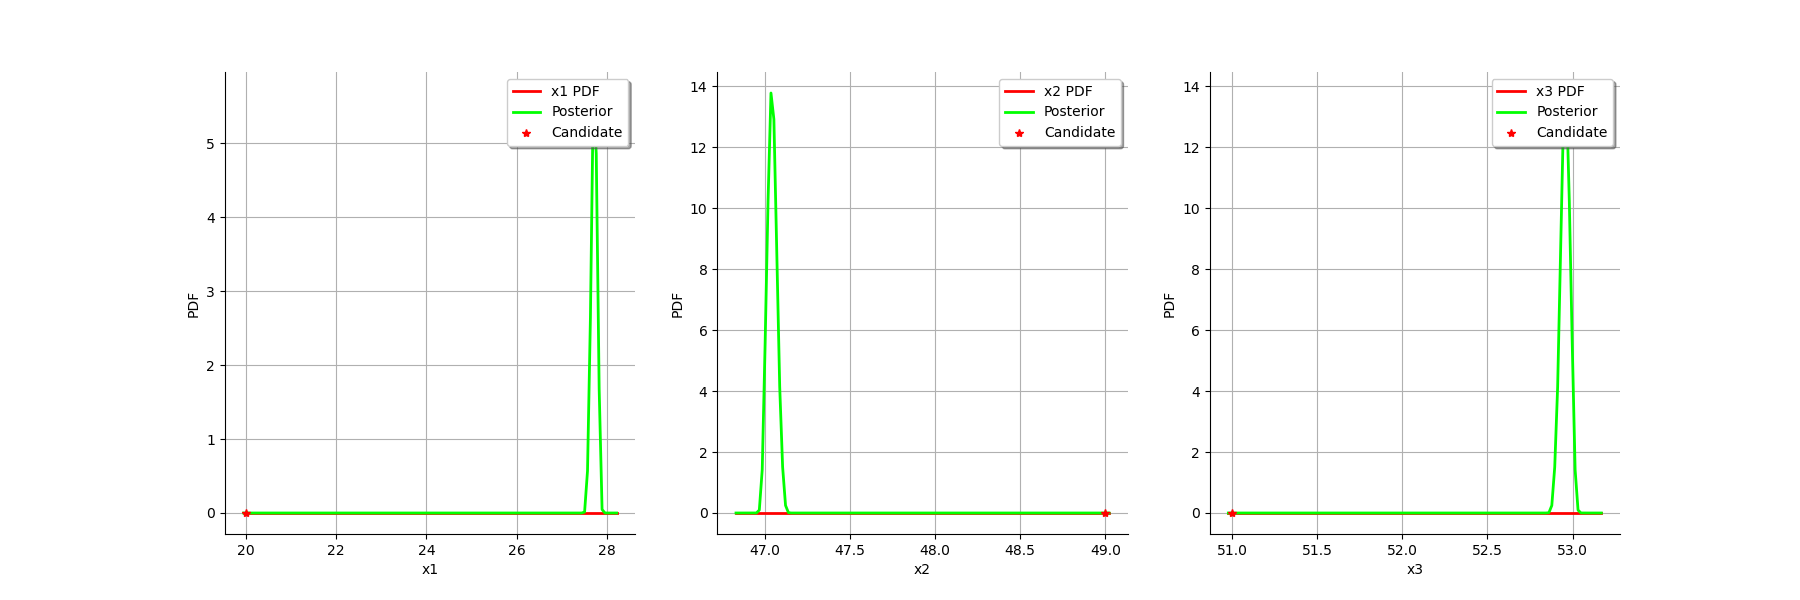 x1 PDF
Posterior
Candidate
5
4
3
2
1
0
PDF
20 22 24 26 28
x1
x2 PDF
Posterior
Candidate
14
12
10
8
6
4
2
0
PDF
47.0 47.5 48.0 48.5 49.0
x2
x3 PDF
Posterior
Candidate
14
12
10
8
6
4
2
0
PDF
51.0 51.5 52.0 52.5 53.0
x3